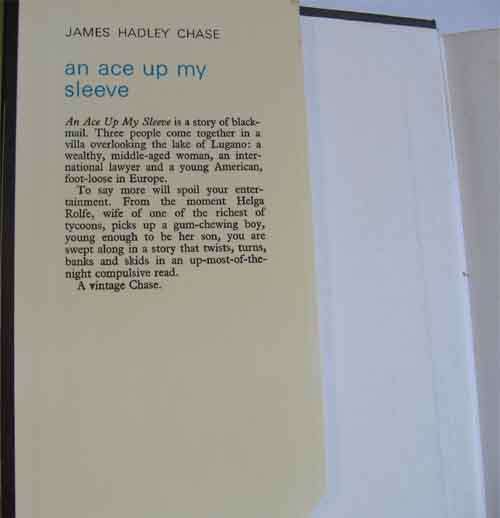 JAMES HADLEY CHASE
an ace up my
sleeve
An Ace Up My Sleeve is a story of black-
mail. Three people come together in a
villa overlooking the lake of Lugano: a
wealthy, middle-aged woman, an inter-
national lawyer and a young American,
foot-loose in Europe.
To say more will spoil your enter-
tainment. From the moment Helga
Rolfe, wife of one of the richest of
tycoons, picks up a gum-chewing boy,
young enough to be her son, you are
swept along in a story that twists, turns,
banks and skids in an up-most-of-the-
night compulsive read.
A vintage Chase.